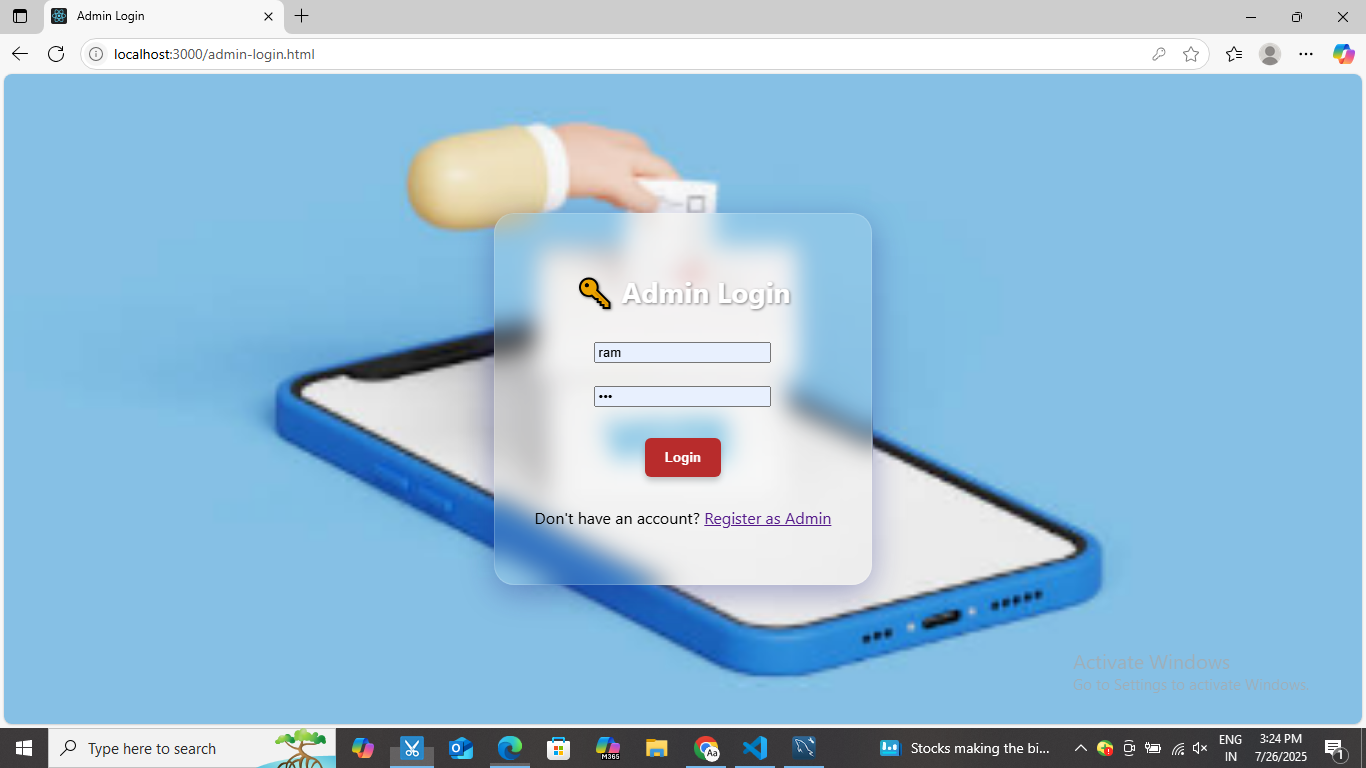 Admin Login
localhost:3000/admin-login.html
🔑 Admin Login
ram
•••
Login
Don't have an account? Register as Admin
Activate Windows
Go to Settings to activate Windows.
Type here to search
M365
Aa
Stocks making the bi...
ENG
IN
3:24 PM
7/26/2025
1